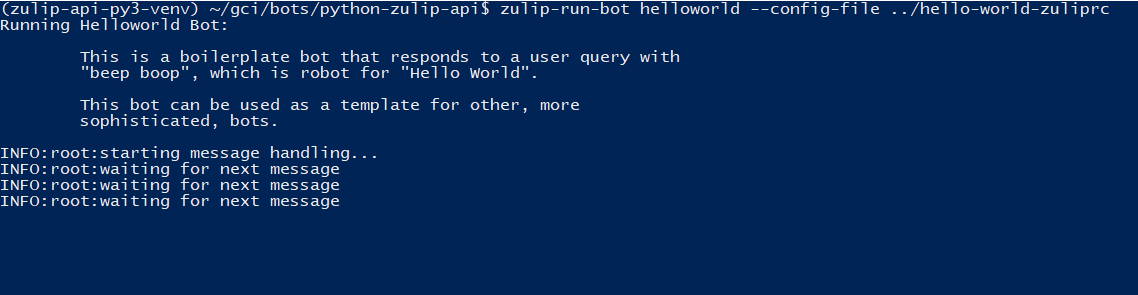 (zulip-api-py3-venv) ~/gci/bots/python-zulip-api$ zulip-run-bot helloworld --config-file ../hello-world-zuliprc
Running Helloworld Bot:
This is a boilerplate bot that responds to a user query with
"beep boop", which is robot for "Hello World".
This bot can be used as a template for other, more
sophisticated, bots.
INFO:root:starting message handling...
INFO:root:waiting for next message
INFO:root:waiting for next message
INFO:root:waiting for next message